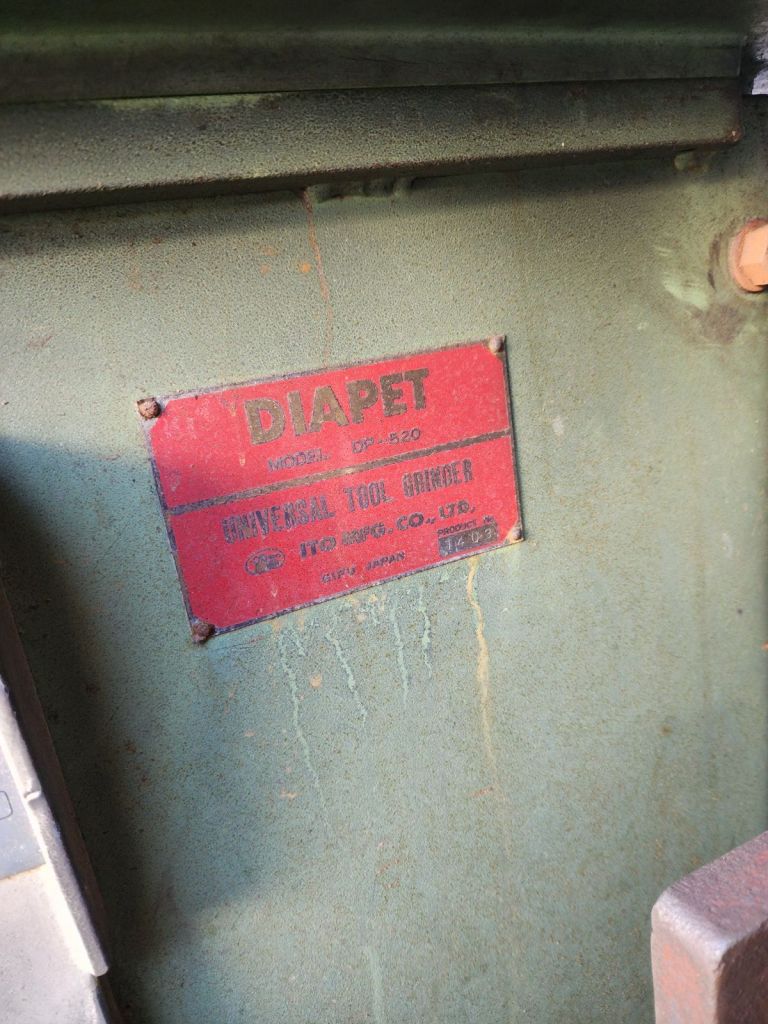 DIAPET
MODEL DP-520
UNIVERSAL TOOL GRINDER
ITO MFG. CO., LTD.
PRODUCT No.
GIFU JAPAN